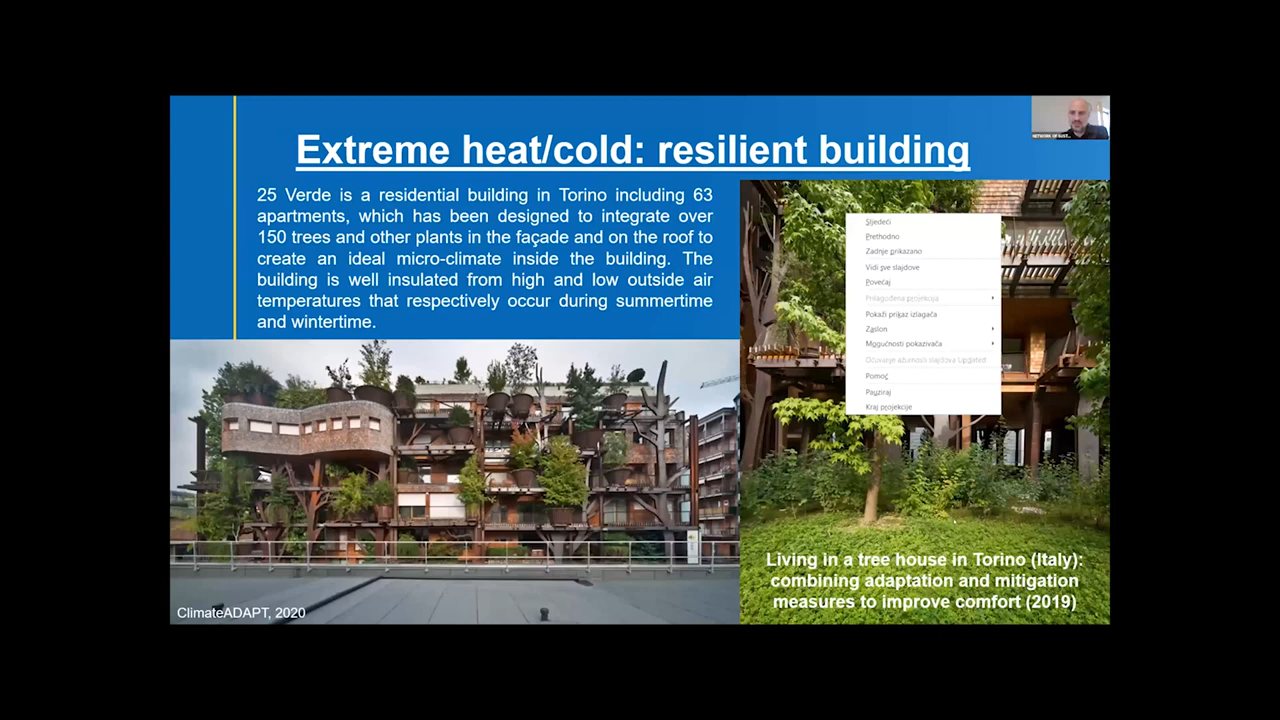 Extreme heat/cold: resilient building
25 Verde is a residential building in Torino including 63
apartments, which has been designed to integrate over
150 trees and other plants in the façade and on the roof to
create an ideal micro-climate inside the building. The
building is well insulated from high and low outside air
temperatures that respectively occur during summertime
and wintertime.
Sljedeći
Prethodno
Zadnje prikazano
Vidi sve slajdove
Povećaj
Prilagođena projekcija
Pokaži prikaz izlagača
Zaslon
Mogućnosti pokazivača
Očuvanje ažurnosti slajdova Updated
Pomoć
Pauziraj
Kraj projekcije
Living in a tree house in Torino (Italy):
combining adaptation and mitigation
measures to improve comfort (2019)
ClimateADAPT, 2020